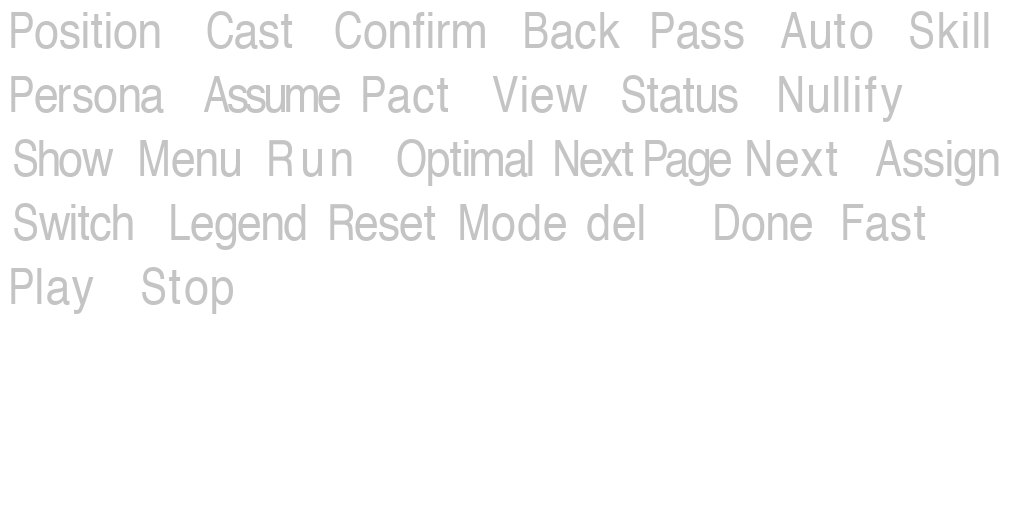 Position Cast Confirm Back Pass Auto Skill
Persona Assume Pact View Status Nullify
Show Menu Run Optimal Next Page Next Assign
Switch Legend Reset Mode del Done Fast
Play Stop